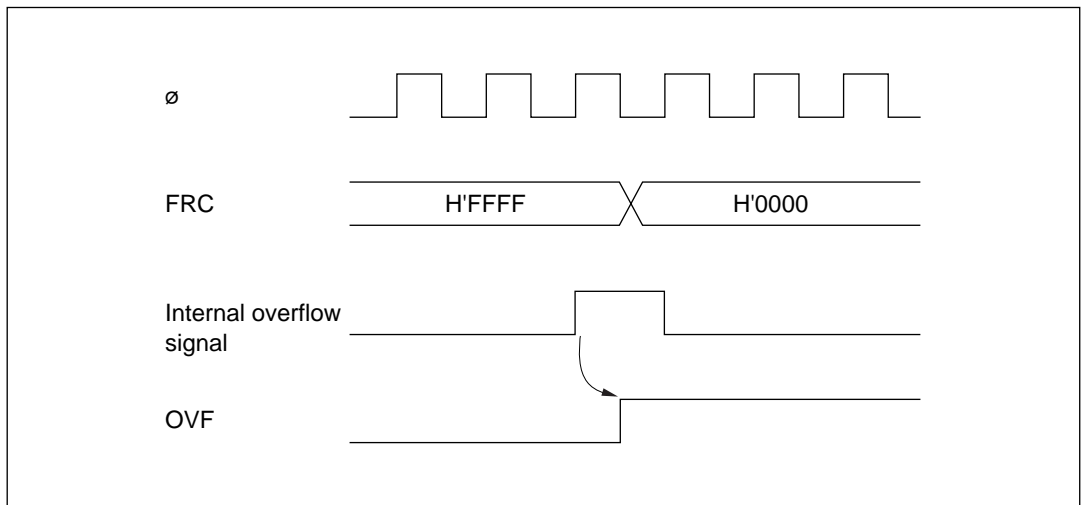 ø
FRC
H'FFFF
H'0000
Internal overflow
signal
OVF